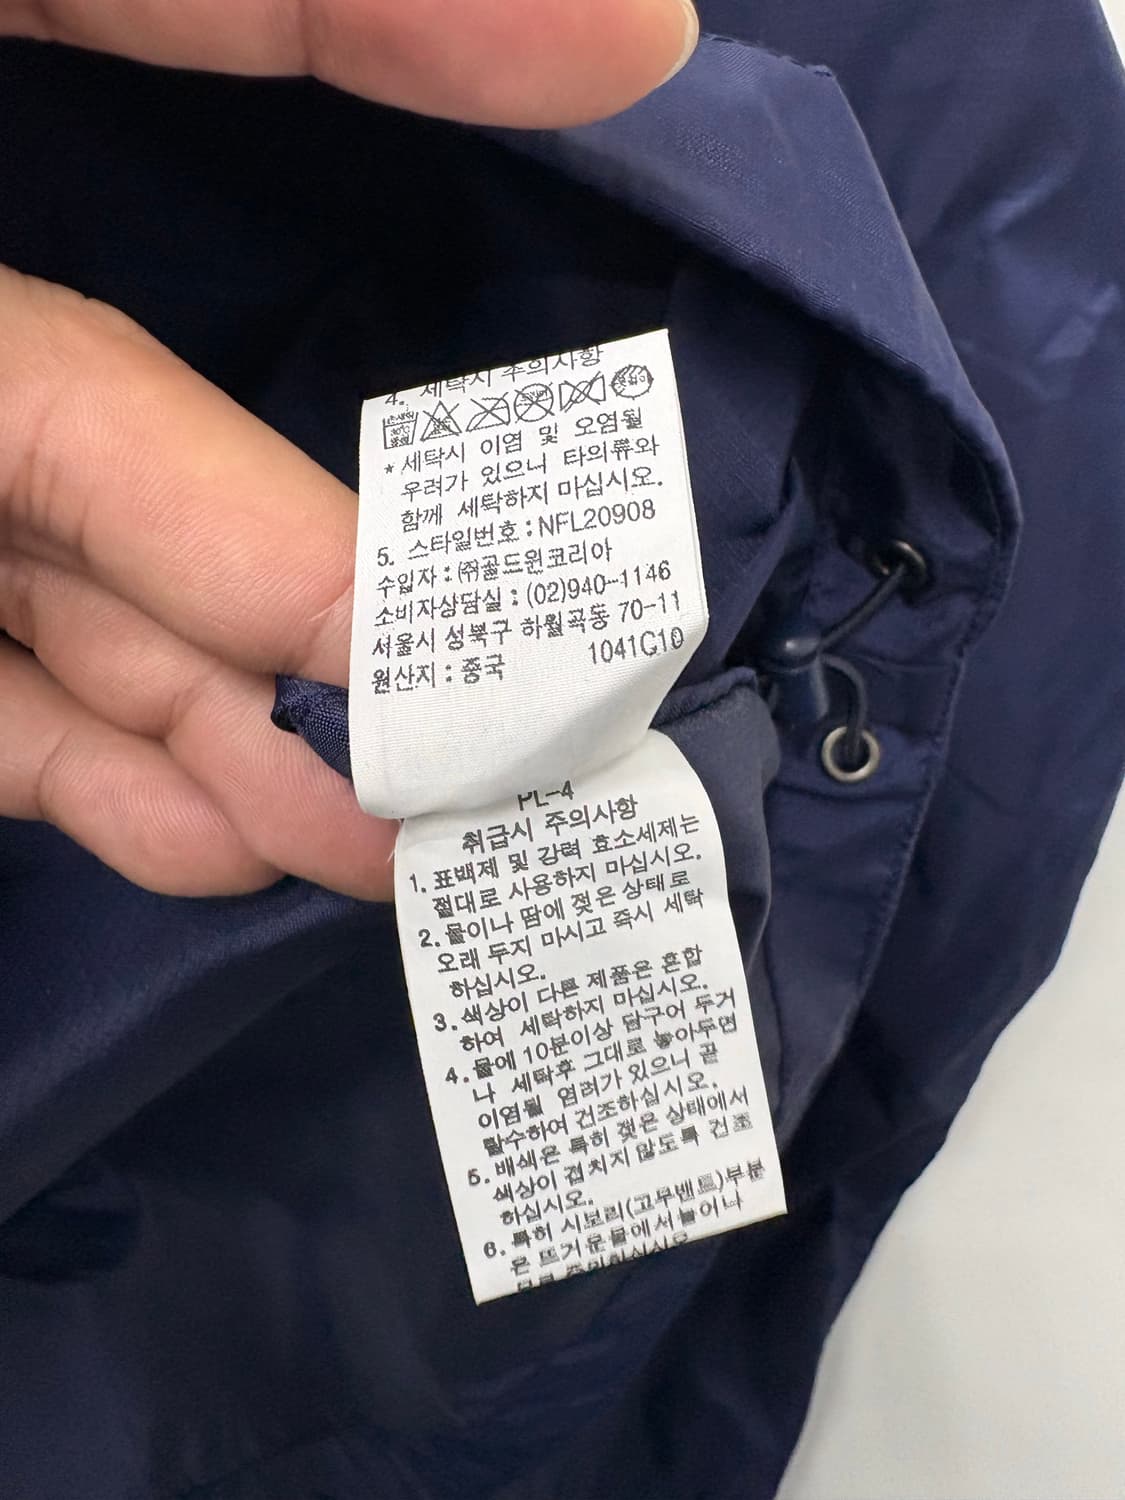 4. 세탁시 주의사항
* 세탁시 이염 및 오염될
우려가 있으니 타의류와
함께 세탁하지 마십시오.
5. 스타일번호 : NFL20908
수입자 : ㈜골드윈코리아
소비자상담실 : (02)940-1146
서울시 성북구 하월곡동 70-11
원산지 : 중국 1041C10
PL-4
취급시 주의사항
1. 표백제 및 강력 효소세제는
절대로 사용하지 마십시오.
2. 물이나 땀에 젖은 상태로
오래 두지 마시고 즉시 세탁
하십시오.
3. 색상이 다른 제품은 혼합
하여 세탁하지 마십시오.
4. 물에 10분이상 담구어 두거
나 세탁후 그대로 놓아두면
이염될 염려가 있으니 곧
탈수하여 건조하십시오.
5. 배색은 특히 젖은 상태에서
색상이 겹치지 않도록 건조
하십시오.
6. 특히 시보리(고무밴드)부분
은 뜨거운물에서 늘이나